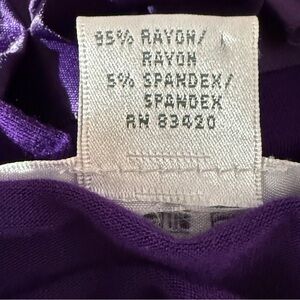 95% RAYON/
RAYON
5% SPANDEX/
SPANDEX
RN 83420